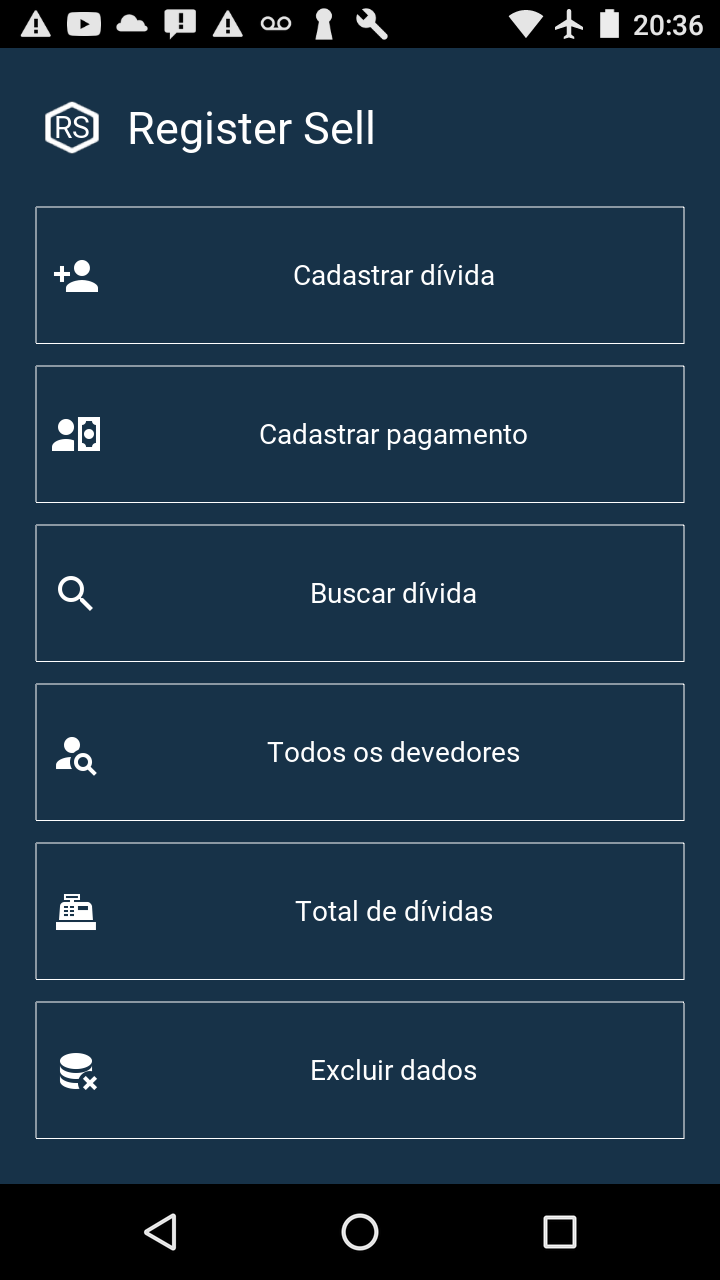 20:36
RS Register Sell
Cadastrar dívida
Cadastrar pagamento
Buscar dívida
Todos os devedores
Total de dívidas
Excluir dados